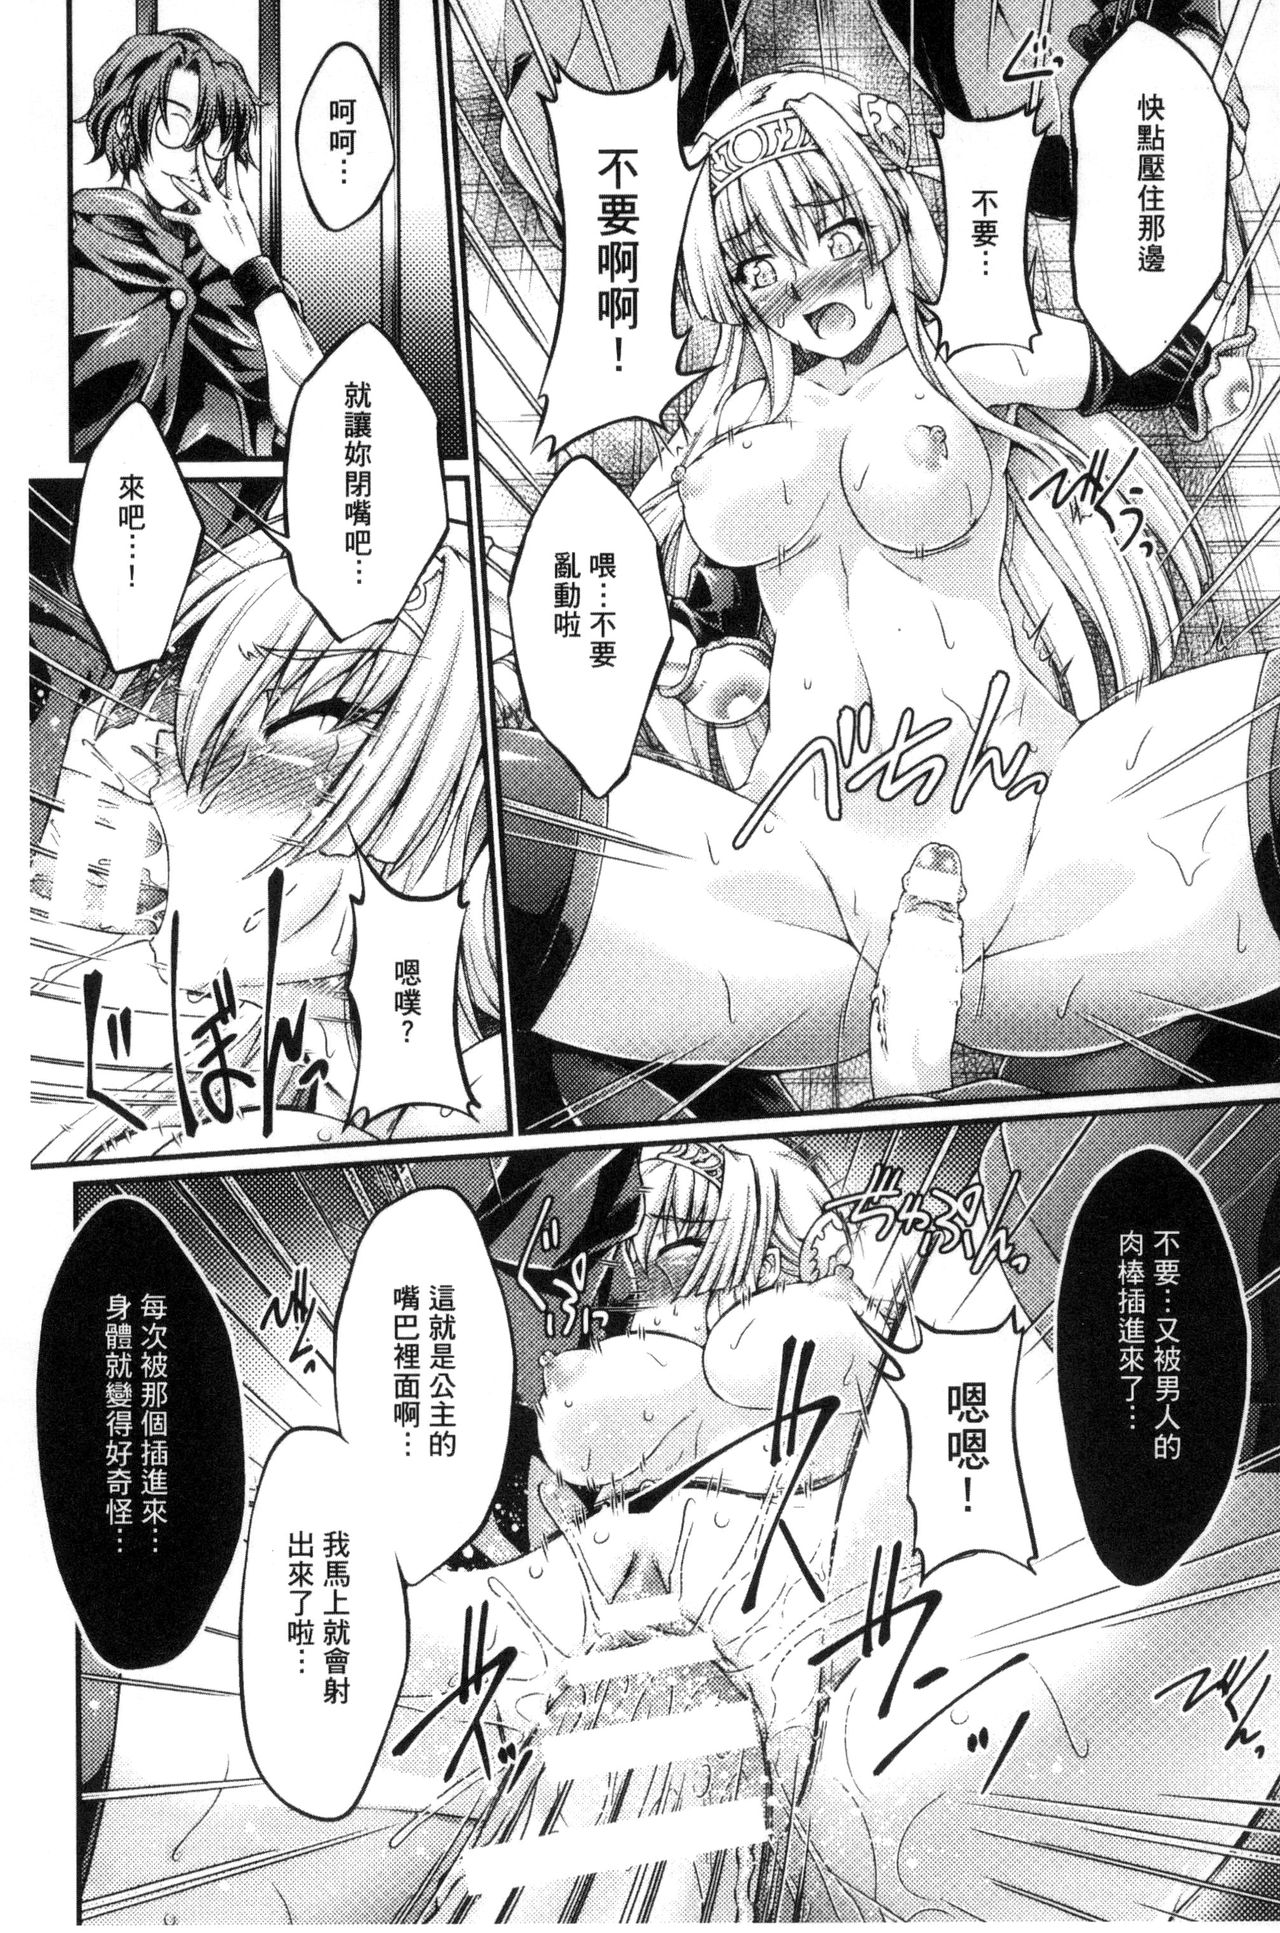 快點壓住那邊
不要…
不要啊啊！
喂…不要
亂動啦
べちんっ
呵呵…
就讓妳閉嘴吧…
來吧…！
嗯噗？
不要…又被男人的
肉棒插進來了…
嗯嗯！
這就是公主的
嘴巴裡面啊…
我馬上就會射
出來了啦…
每次被那個插進來…
身體就變得好奇怪…